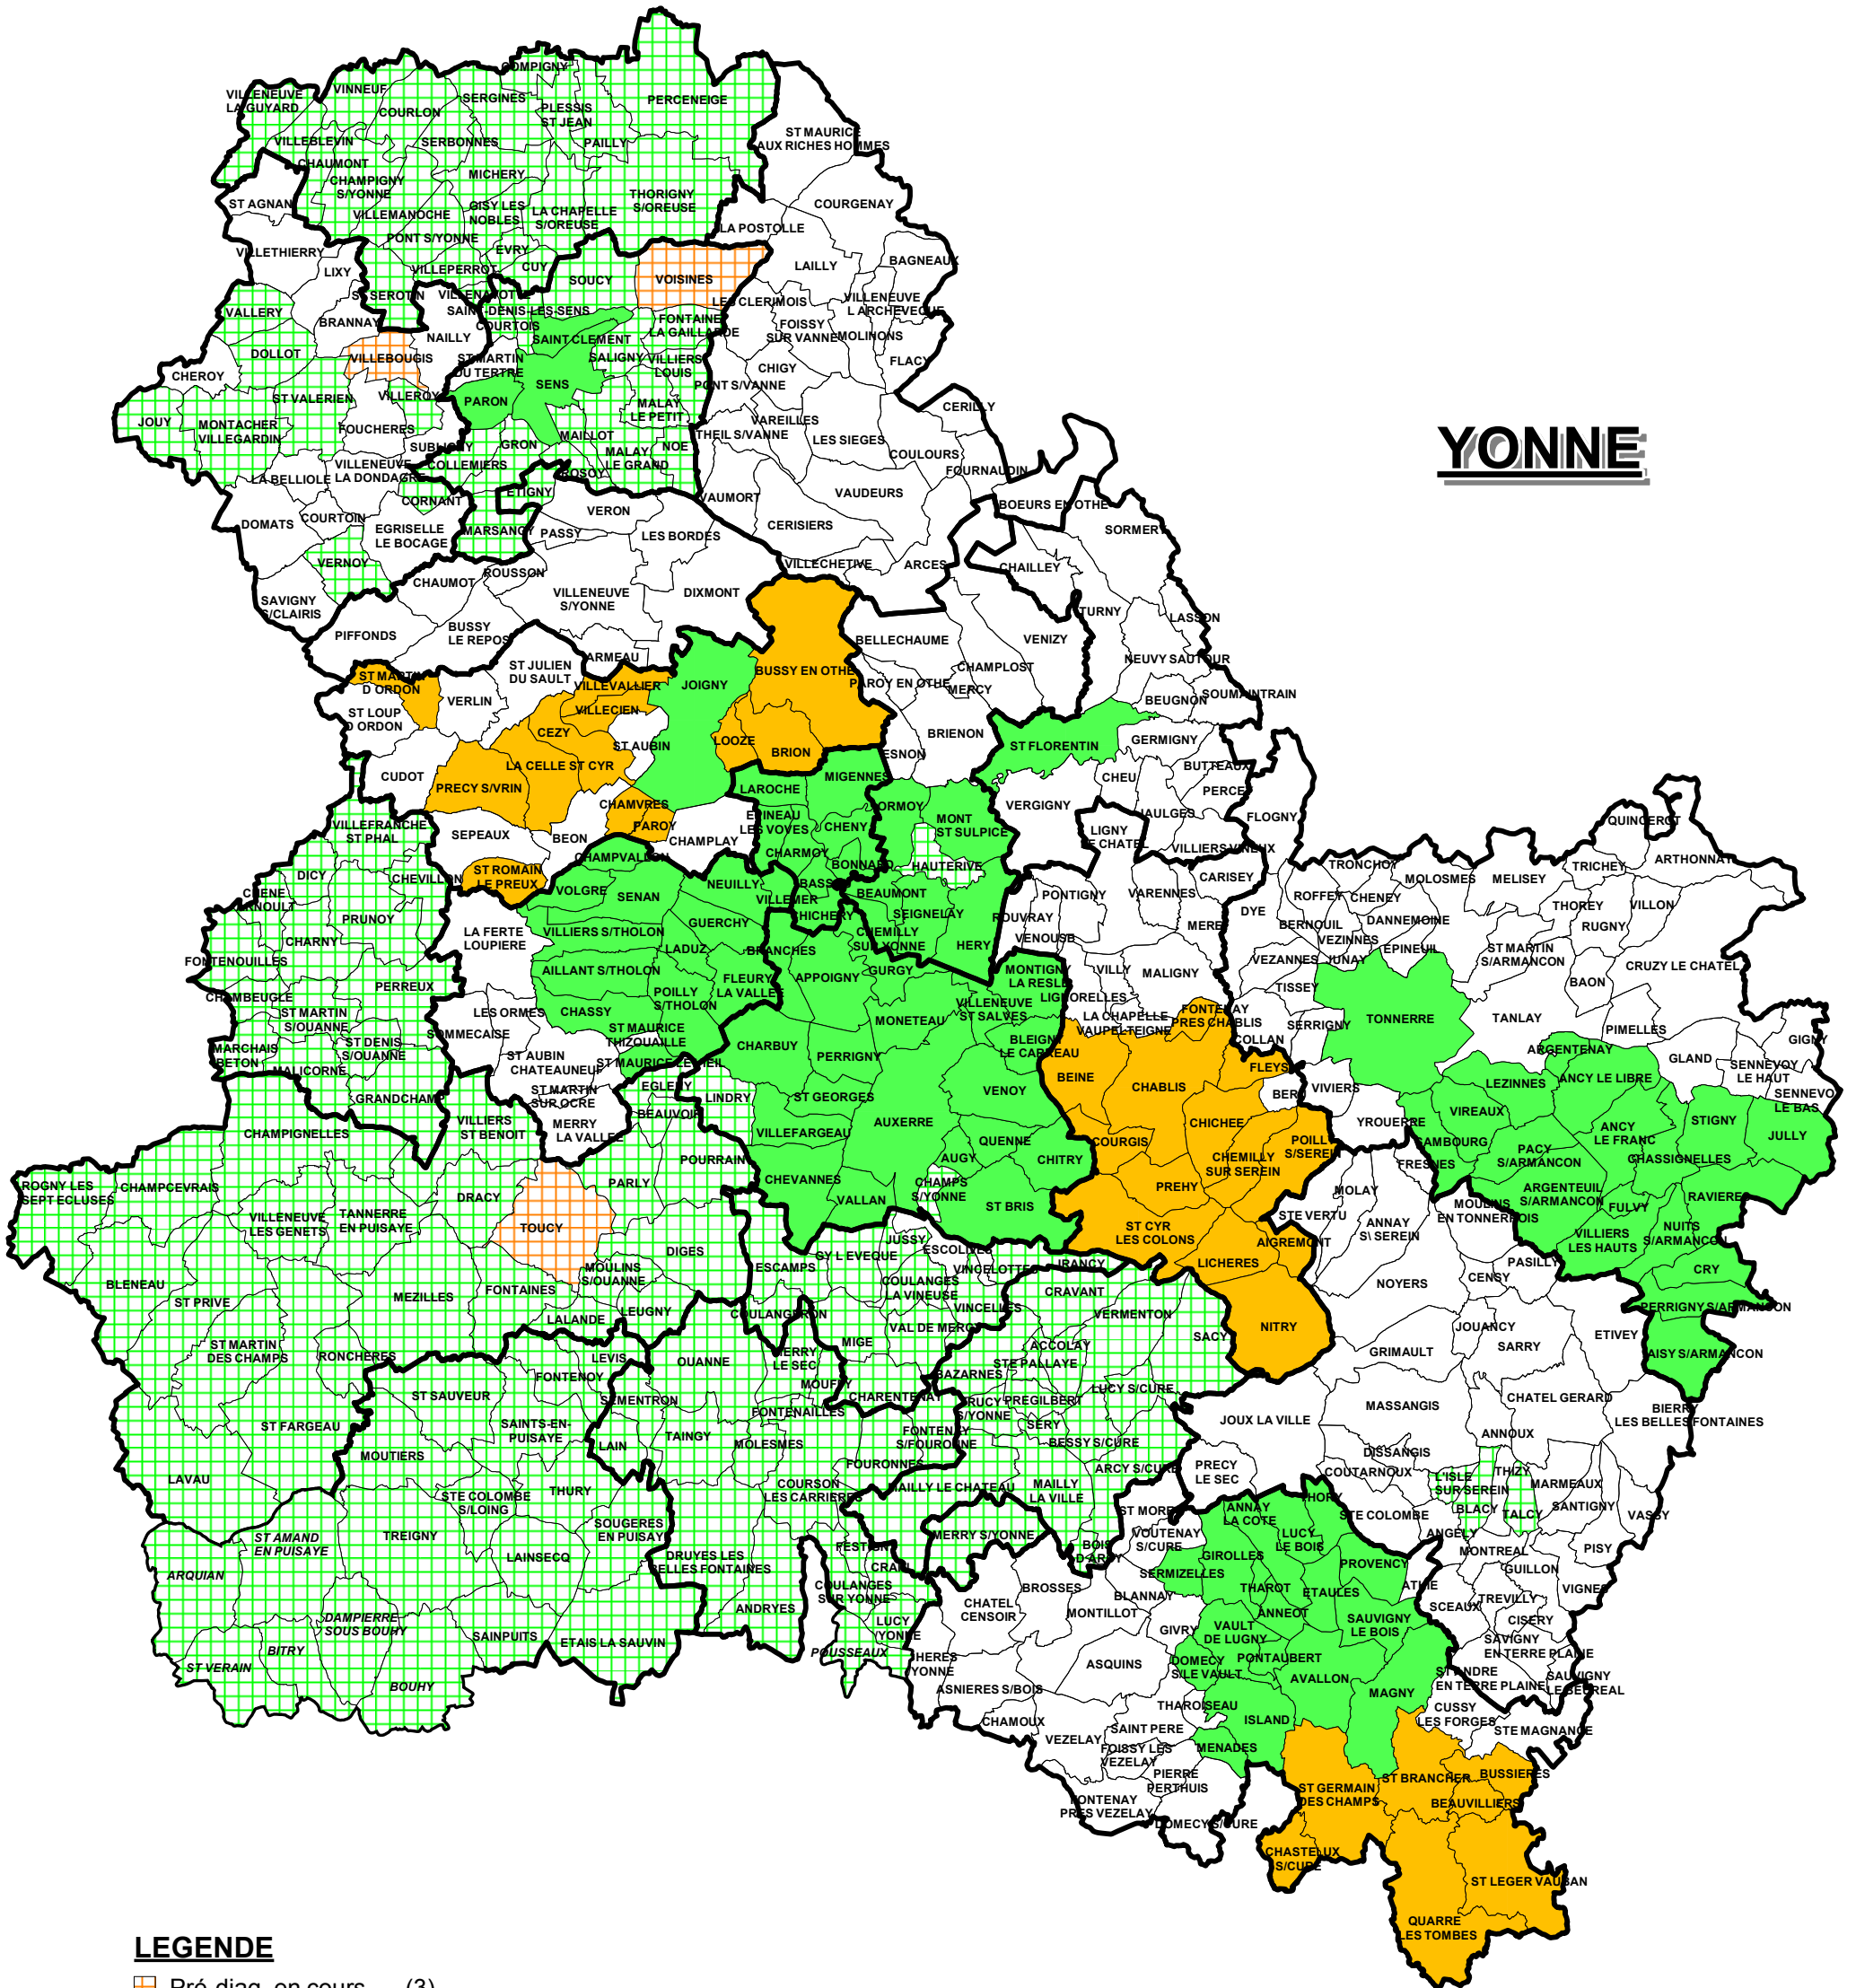 COMPIGNY
VILLENEUVE
LA GUYARD
VINNEUF
COURLON
SERGINES
PLESSIS
ST JEAN
PERCENEIGE
VILLEBLEVIN
SERBONNES
PAILLY
ST MAURICE
AUX RICHES HOMMES
CHAUMONT
CHAMPIGNY
S/YONNE
MICHERY
THORIGNY
S/OREUSE
ST AGNAN
VILLEMANOCHE
GISY LES
NOBLES
LA CHAPELLE
S/OREUSE
COURGENAY
LA POSTOLLE
PONT S/YONNE
EVRY
VILLETHIERRY
LIXY
VILLEPERROT
CUY
SOUCY
VOISINES
LAILLY
BAGNEAUX
ST SEROTIN
VILLENAVOTTE
SAINT-DENIS-LES-SENS
COURTOIS
LES CLERIMOIS
VILLENEUVE
L ARCHEVEQUE
VALLERY
BRANNAY
NAILLY
SAINT CLEMENT
FONTAINE
LA GAILLARDE
FOISSY
SUR VANNE
MOLINONS
DOLLOT
VILLEBOUGIS
ST MARTIN
DU TERTRE
SALIGNY
VILLIERS
LOUIS
FLACY
CHEROY
SENS
CHIGY
PONT S/VANNE
ST VALERIEN
VILLEROY
PARON
MALAY
LE PETIT
CERILLY
YONNE
JOUY
MONTACHER
VILLEGARDIN
FOUCHERES
SUBLIGNY
GRON
MAILLOT
NOE
THEIL S/VANNE
VAREILLES
LES SIEGES
COULOURS
FOURNAUDIN
VILLENEUVE
LA DONDAGRE
COLLEMIERS
ROSOY
MALAY
LE GRAND
LA BELLIOLE
CORNANT
ETIGNY
VAUMORT
VAUDEURS
BOEURS EN OTHE
DOMATS
COURTOIN
EGRISELLE
LE BOCAGE
MARSANGY
PASSY
VERON
LES BORDES
CERISIERS
SORMERY
VERNOY
CHAUMOT
ROUSSON
VILLECHETIVE
ARCES
CHAILLEY
SAVIGNY
S/CLAIRIS
VILLENEUVE
S/YONNE
DIXMONT
TURNY
LASSON
PIFFONDS
BUSSY
LE REPOS
BELLECHAUME
VENIZY
ARMEAU
ST JULIEN
DU SAULT
NEUVY SAUTOUR
ST MARTIN
D ORDON
VERLIN
VILLEVALLIER
JOIGNY
BUSSY EN OTHE
PAROY EN OTHE
CHAMPLOST
MERCY
BEUGNON
SOUMAINTRAIN
ST LOUP
D ORDON
VILLECIEN
CEZY
ST AUBIN
LOOZE
BRION
BRIENON
ESNON
ST FLORENTIN
GERMIGNY
CUDOT
LA CELLE ST CYR
MIGENNES
CHEU
BUTTEAUX
PRECY S/VRIN
CHAMVRES
LAROCHE
ORMOY
VERGIGNY
PERCEY
VILLEFRANCHE
ST PHAL
SEPEAUX
BEON
PAROY
CHAMPLAY
EPINEAU
LES VOVES
CHENY
MONT
ST SULPICE
LIGNY
LE CHATEL
JAULGES
FLOGNY
QUINCEROT
CHAMPVALLON
CHARMOY
BONNARD
HAUTERIVE
VILLIERS VINEUX
DICY
CHEVILLON
ST ROMAIN
LE PREUX
VOLGRE
SENAN
NEUILLY
VILLEMER
BEAUMONT
PONTIGNY
VARENNES
CARISEY
TRONCHOY
MOLOSMES
MELISEY
TRICHEY
ARTHONNAY
PRUNOY
GUERCHY
CHICHERY
SEIGNELAY
ROUVRAY
MERE
DYE
ROFFEY
CHENEY
THOREY
VILLON
CHARNY
LA FERTE
LOUPIERE
VILLIERS S/THOLON
LADUZ
BRANCHES
CHEMILLY
SUR YONNE
HERY
VENOUSE
BERNOUIL
VEZINNES
DANNEMOINE
RUGNY
FONTENOUILLES
AILLANT S/THOLON
FLEURY
LA VALLEE
APPOIGNY
GURGY
MONTIGNY
LA RESLE
VILLY
MALIGNY
VEZANNES
JUNAY
EPINEUIL
ST MARTIN
S/ARMANCON
CRUZY LE CHATEL
CHAMBEUGLE
PERREUX
POILLY
S/THOLON
VILLENEUVE
ST SALVES
LIGNORELLES
TISSEY
BAON
ST MARTIN
S/OUANNE
LES ORMES
CHASSY
MONETEAU
LA CHAPELLE
VAUPELTEIGNE
FONTENAY
PRES CHABLIS
SERRIGNY
TONNERRE
TANLAY
PIMELLES
SOMMECAISE
ST MAURICE
THIZOUAILLE
CHARBUY
PERRIGNY
BLEIGNY
LE CARREAU
COLLAN
ARGENTENAY
GLAND
GIGNY
MARCHAIS
BETON
ST DENIS
S/OUANNE
MALICORNE
ST AUBIN
CHATEAUNEUF
ST MAURICE LE VIEIL
BEINE
CHABLIS
FLEYS
SENNEVOY
LE HAUT
GRANDCHAMP
ST MARTIN
SUR OCRE
EGLENY
LINDRY
ST GEORGES
VENOY
VIVIERS
LEZINNES
ANCY LE LIBRE
LE BAS
VILLIERS
ST BENOIT
MERRY
LA VALLEE
BEAUVOIR
AUXERRE
CHICHEE
YROUERRE
VIREAUX
ANCY
LE FRANC
STIGNY
JULLY
CHAMPIGNELLES
VILLEFARGEAU
QUENNE
COURGIS
SAMBOURG
PACY
S/ARMANCON
CHASSIGNELLES
POURRAIN
AUGY
CHITRY
CHEMILLY
SUR SEREIN
FRESNES
ROGNY LES
SEPT ECLUSES
CHAMPCEVRAIS
DRACY
PARLY
CHEVANNES
VALLAN
CHAMPS
S/YONNE
ST BRIS
PREHY
MOLAY
MOULINS
EN TONNERROIS
ARGENTEUIL
S/ARMANCON
FULVY
VILLENEUVE
LES GENETS
TANNERRE
EN PUISAYE
TOUCY
ST CYR
LES COLONS
STE VERTU
ANNAY
S\ SEREIN
VILLIERS
LES HAUTS
NUITS
S/ARMANCON
DIGES
ESCAMPS
JUSSY
AIGREMONT
BLENEAU
MOULINS
S/OUANNE
COULANGES
LA VINEUSE
VINCELOTTES
IRANCY
LICHERES
NOYERS
CENSY
PASILLY
CRY
ST PRIVE
MEZILLES
FONTAINES
LEUGNY
COULANGERON
VINCELLES
CRAVANT
VERMENTON
PERRIGNY S/ARMANCON
LALANDE
MIGE
VAL DE MERCY
SACY
NITRY
JOUANCY
SARRY
ETIVEY
ST MARTIN
DES CHAMPS
RONCHERES
LEVIS
OUANNE
MERRY
LE SEC
ACCOLAY
STE PALLAYE
GRIMAULT
AISY S/ARMANCON
ST SAUVEUR
FONTENOY
SEMENTRON
MOUFFY
CHARENTENAY
BAZARNES
LUCY S/CURE
CHATEL GERARD
ST FARGEAU
SAINTS-EN-
PUISAYE
FONTENAILLES
PREGILBERT
SERY
JOUX LA VILLE
MASSANGIS
BIERRY
LES BELLES FONTAINES
MOUTIERS
LAIN
TAINGY
MOLESMES
FONTENAY
S/FOURONNE
BESSY S/CURE
ANNOUX
LAVAU
FOURONNES
ARCY S/CURE
PRECY
LE SEC
DISSANGIS
COUTARNOUX
L'ISLE
SUR SEREIN
THIZY
MARMEAUX
STE COLOMBE
S/LOING
THURY
COURSON
LES CARRIERES
MAILLY LE CHATEAU
MAILLY
LA VILLE
ANNAY
LA COTE
THORY
STE COLOMBE
BLACY
TALCY
SANTIGNY
VASSY
ST AMAND
EN PUISAYE
TREIGNY
SOUGERES
EN PUISAYE
MERRY S/YONNE
VOUTENAY
S/CURE
LUCY
LE BOIS
ANGELY
MONTREAL
PISY
ARQUIAN
LAINSECQ
DRUYES LES
BELLES FONTAINES
GIROLLES
PROVENCY
GUILLON
SERMIZELLES
THAROT
ETAULES
SCEAUX
TREVILLY
VIGNES
DAMPIERRE
SOUS BOUHY
ANDRYES
COULANGES
SUR YONNE
BROSSES
BLANNAY
CHATEL
CENSOIR
MONTILLOT
ANNEOT
SAUVIGNY
LE BOIS
CISERY
BITRY
SAINPUITS
ETAIS LA SAUVIN
GIVRY
VAULT
DE LUGNY
SAVIGNY
EN TERRE PLAINE
ST VERAIN
POUSSEAUX
ASQUINS
DOMECY
S/LE VAULT
PONTAUBERT
AVALLON
ST ANDRE
EN TERRE PLAINE
BOUHY
ASNIERES S/BOIS
THAROISEAU
MAGNY
CHAMOUX
SAINT PERE
ISLAND
CUSSY
LES FORGES
STE MAGNANCE
VEZELAY
FOISSY LES
VEZELAY
MENADES
PIERRE
PERTHUIS
ST GERMAIN
DES CHAMPS
ST BRANCHER
BUSSIERES
FONTENAY
PRES VEZELAY
DOMECY S/CURE
BEAUVILLIERS
CHASTELUX
S/CURE
ST LEGER VAUBAN
QUARRE
LES TOMBES
LEGENDE
Pré-diag. en cours (3)